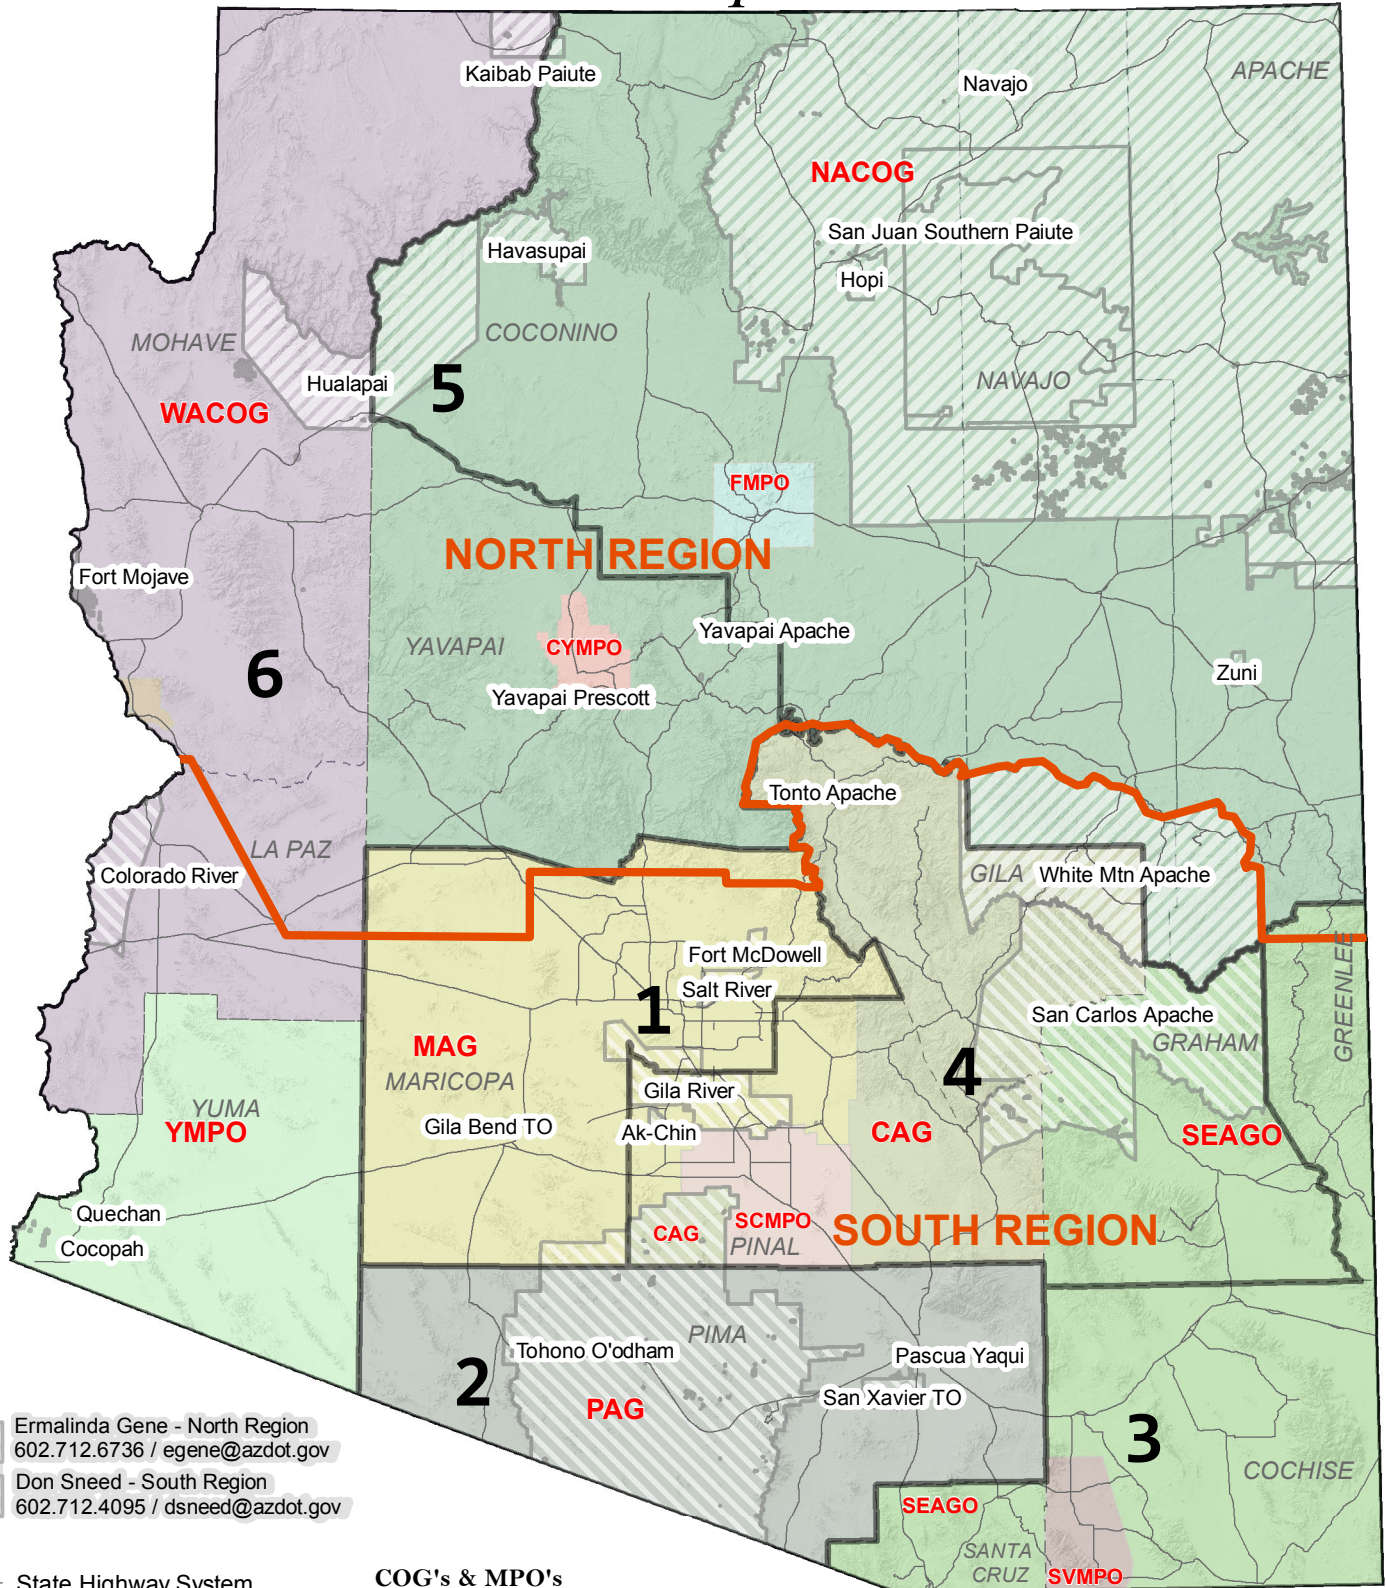 Kaibab Paiute
APACHE
Navajo
NACOG
San Juan Southern Paiute
Havasupai
Hopi
MOHAVE
COCONINO
Hualapai
5
NAVAJO
WACOG
FMPO
NORTH REGION
Fort Mojave
YAVAPAI
CYMPO
Yavapai Apache
6
Yavapai Prescott
Zuni
Tonto Apache
LA PAZ
Colorado River
GILA
White Mtn Apache
Fort McDowell
Salt River
1
San Carlos Apache
GREENLEE
MAG
MARICOPA
4
GRAHAM
Gila River
YUMA
YMPO
Gila Bend TO
Ak-Chin
CAG
SEAGO
Quechan
Cocopah
CAG
SCMPO
PINAL
SOUTH REGION
PIMA
Tohono O'odham
Pascua Yaqui
2
San Xavier TO
PAG
3
Ermalinda Gene - North Region
602.712.6736 / egene@azdot.gov
Don Sneed - South Region
602.712.4095 / dsneed@azdot.gov
COCHISE
SEAGO
SANTA
CRUZ
SVMPO
State Highway System
COG's & MPO's